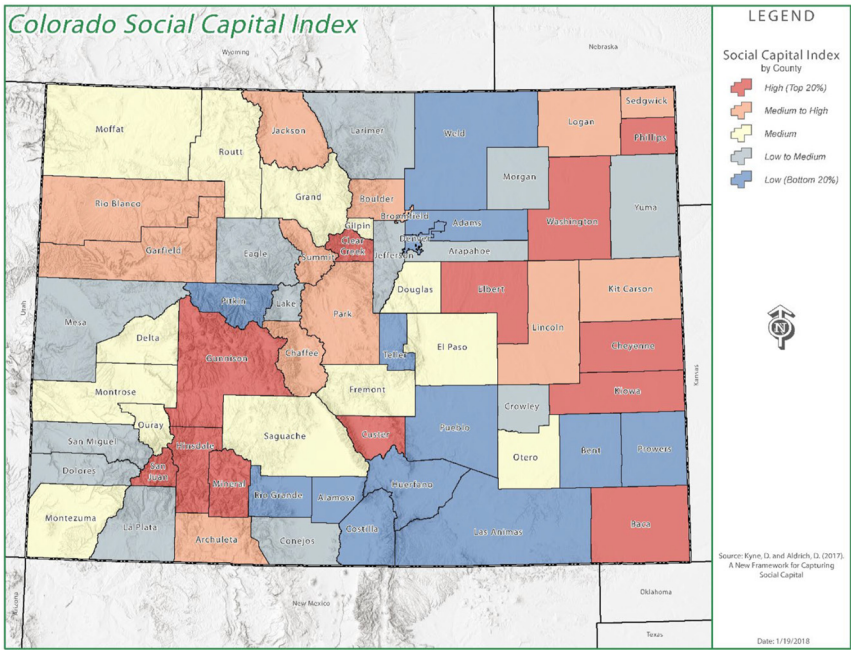 Colorado Social Capital Index
LEGEND
Wyoming
Nebraska
Social Capital Index
by County
High (Top 20%)
Medium to High
Medium
Low to Medium
Low (Bottom 20%)
Sedgwick
Logan
Phillips
Moffat
Jackson
Larimer
Weld
Routt
Morgan
Yuma
Grand
Boulder
Rio Blanco
Broomfield
Washington
Gilpin
Adams
Denver
Clear
Creek
Garfield
Eagle
Summit
Jefferson
Arapahoe
Douglas
Elbert
Kit Carson
Pitkin
Lake
Utah
Park
Mesa
Lincoln
Delta
Cheyenne
El Paso
Teller
Gunnison
Chaffee
Kansas
Fremont
Kiowa
Montrose
Crowley
Ouray
Saguache
Custer
Pueblo
San Miguel
Hinsdale
Otero
Bent
Prowers
Dolores
San
Juan
Mineral
Huerfano
Rio Grande
Alamosa
Montezuma
La Plata
Baca
Costilla
Las Animas
Archuleta
Conejos
Source: Kyne, D. and Aldrich, D. (2017).
A New Framework for Capturing
Social Capital
Oklahoma
New Mexico
Arizona
Texas
Date: 1/19/2018
N